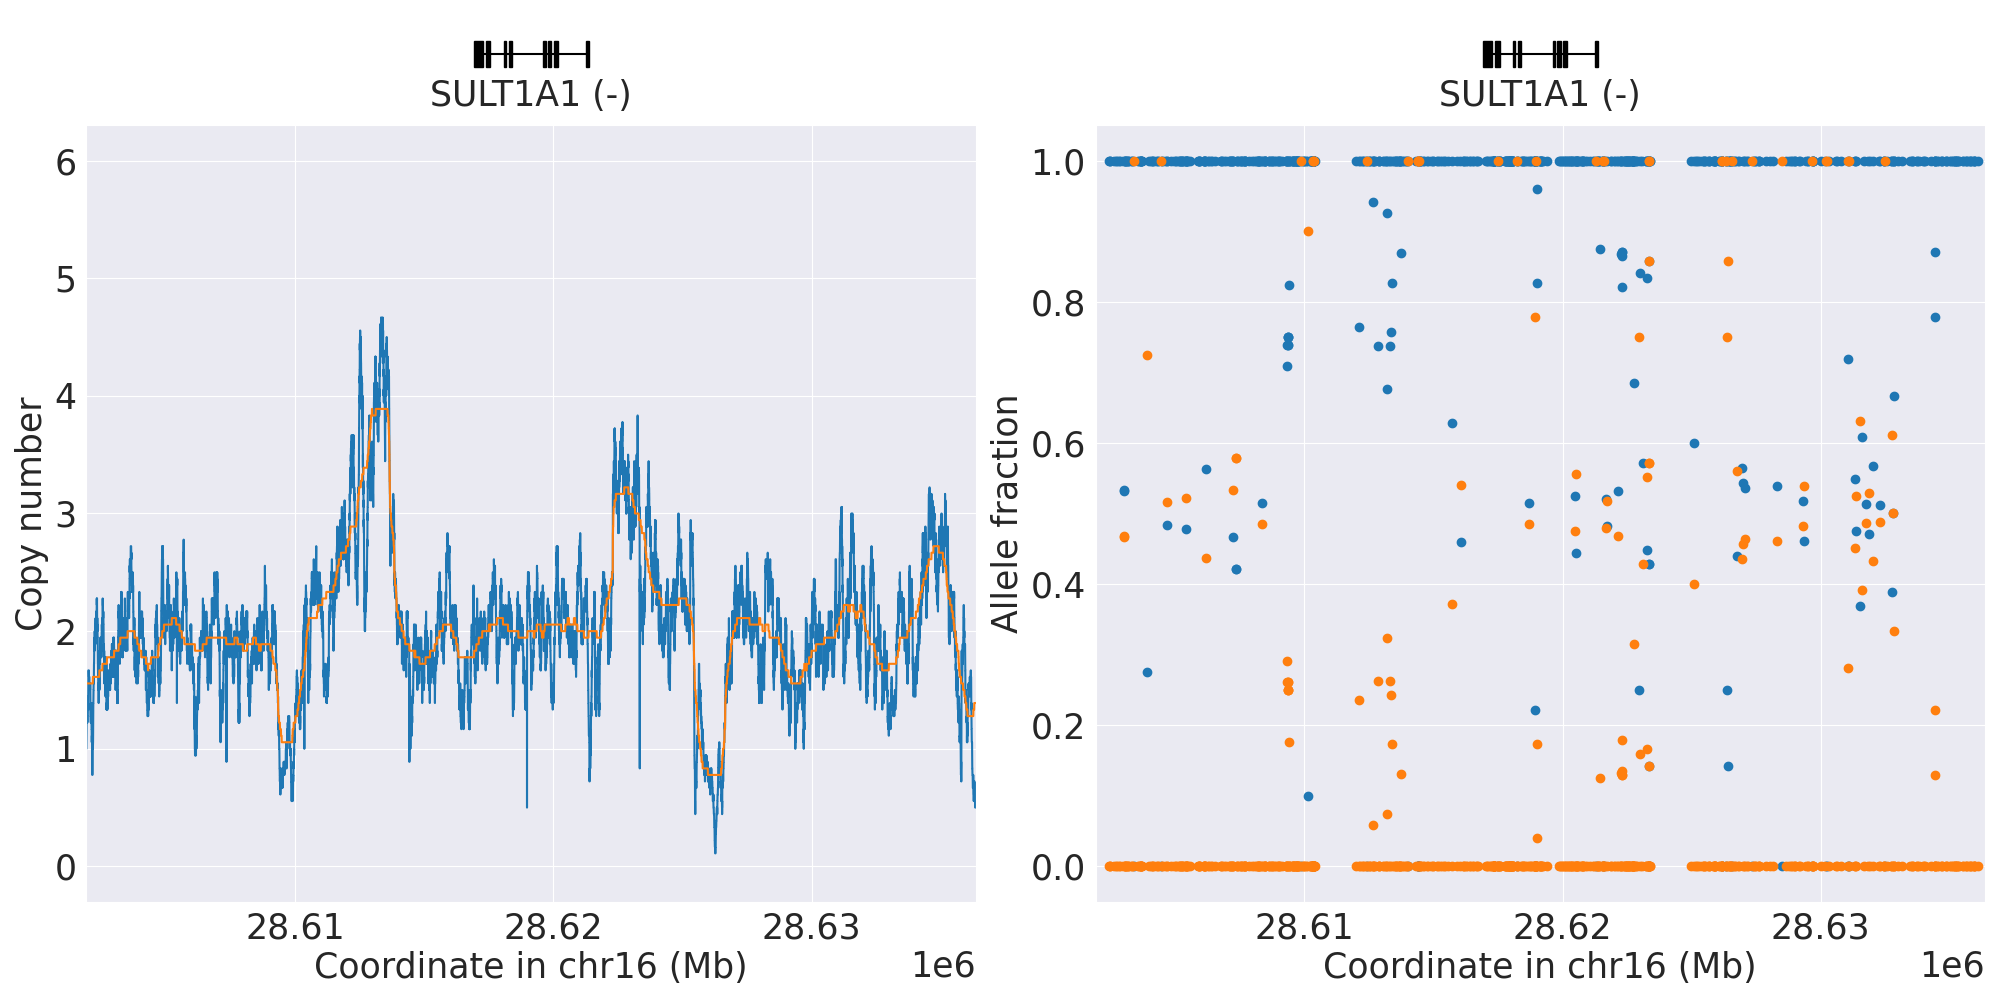 SULT1A1 (-)
Copy number
6
5
4
3
2
1
0
28.61
28.62
28.63
Coordinate in chr16 (Mb)
1e6
SULT1A1 (-)
Allele fraction
1.0
0.8
0.6
0.4
0.2
0.0
28.61
28.62
28.63
Coordinate in chr16 (Mb)
1e6